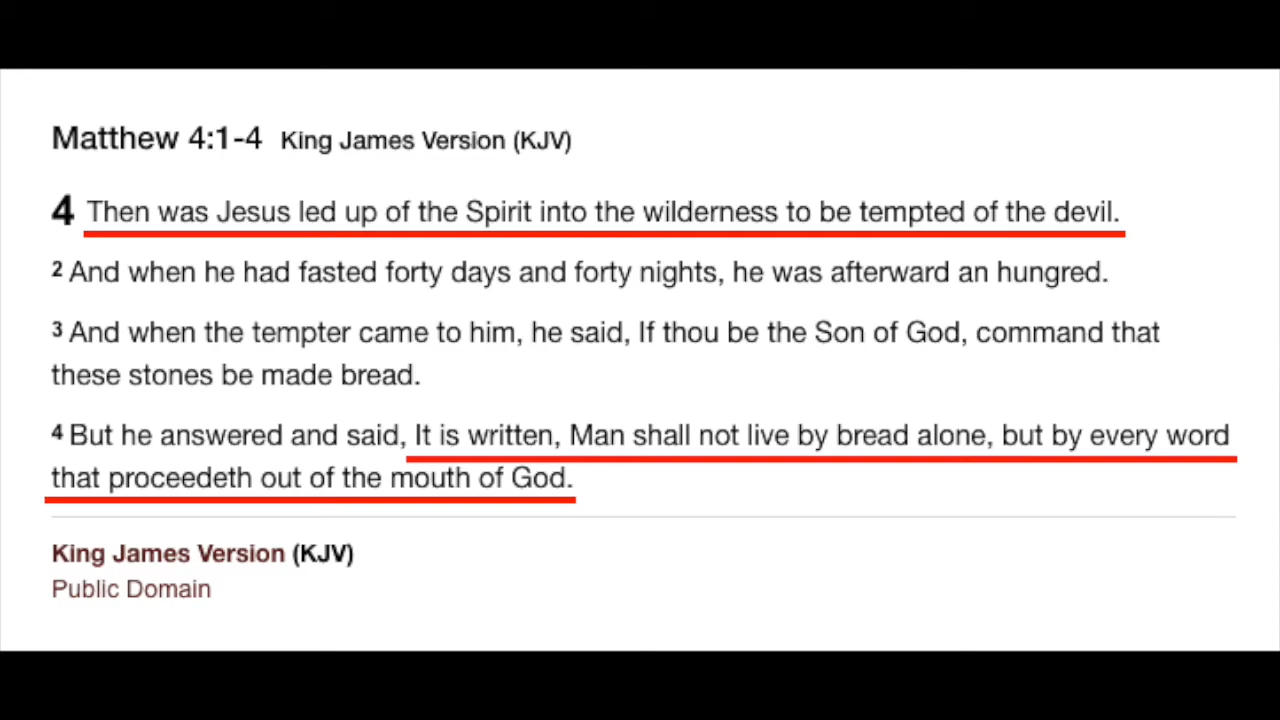 Matthew 4:1-4 King James Version (KJV)
4 Then was Jesus led up of the Spirit into the wilderness to be tempted of the devil.
2 And when he had fasted forty days and forty nights, he was afterward an hungred.
3 And when the tempter came to him, he said, If thou be the Son of God, command that
these stones be made bread.
4 But he answered and said, It is written, Man shall not live by bread alone, but by every word
that proceedeth out of the mouth of God.
King James Version (KJV)
Public Domain